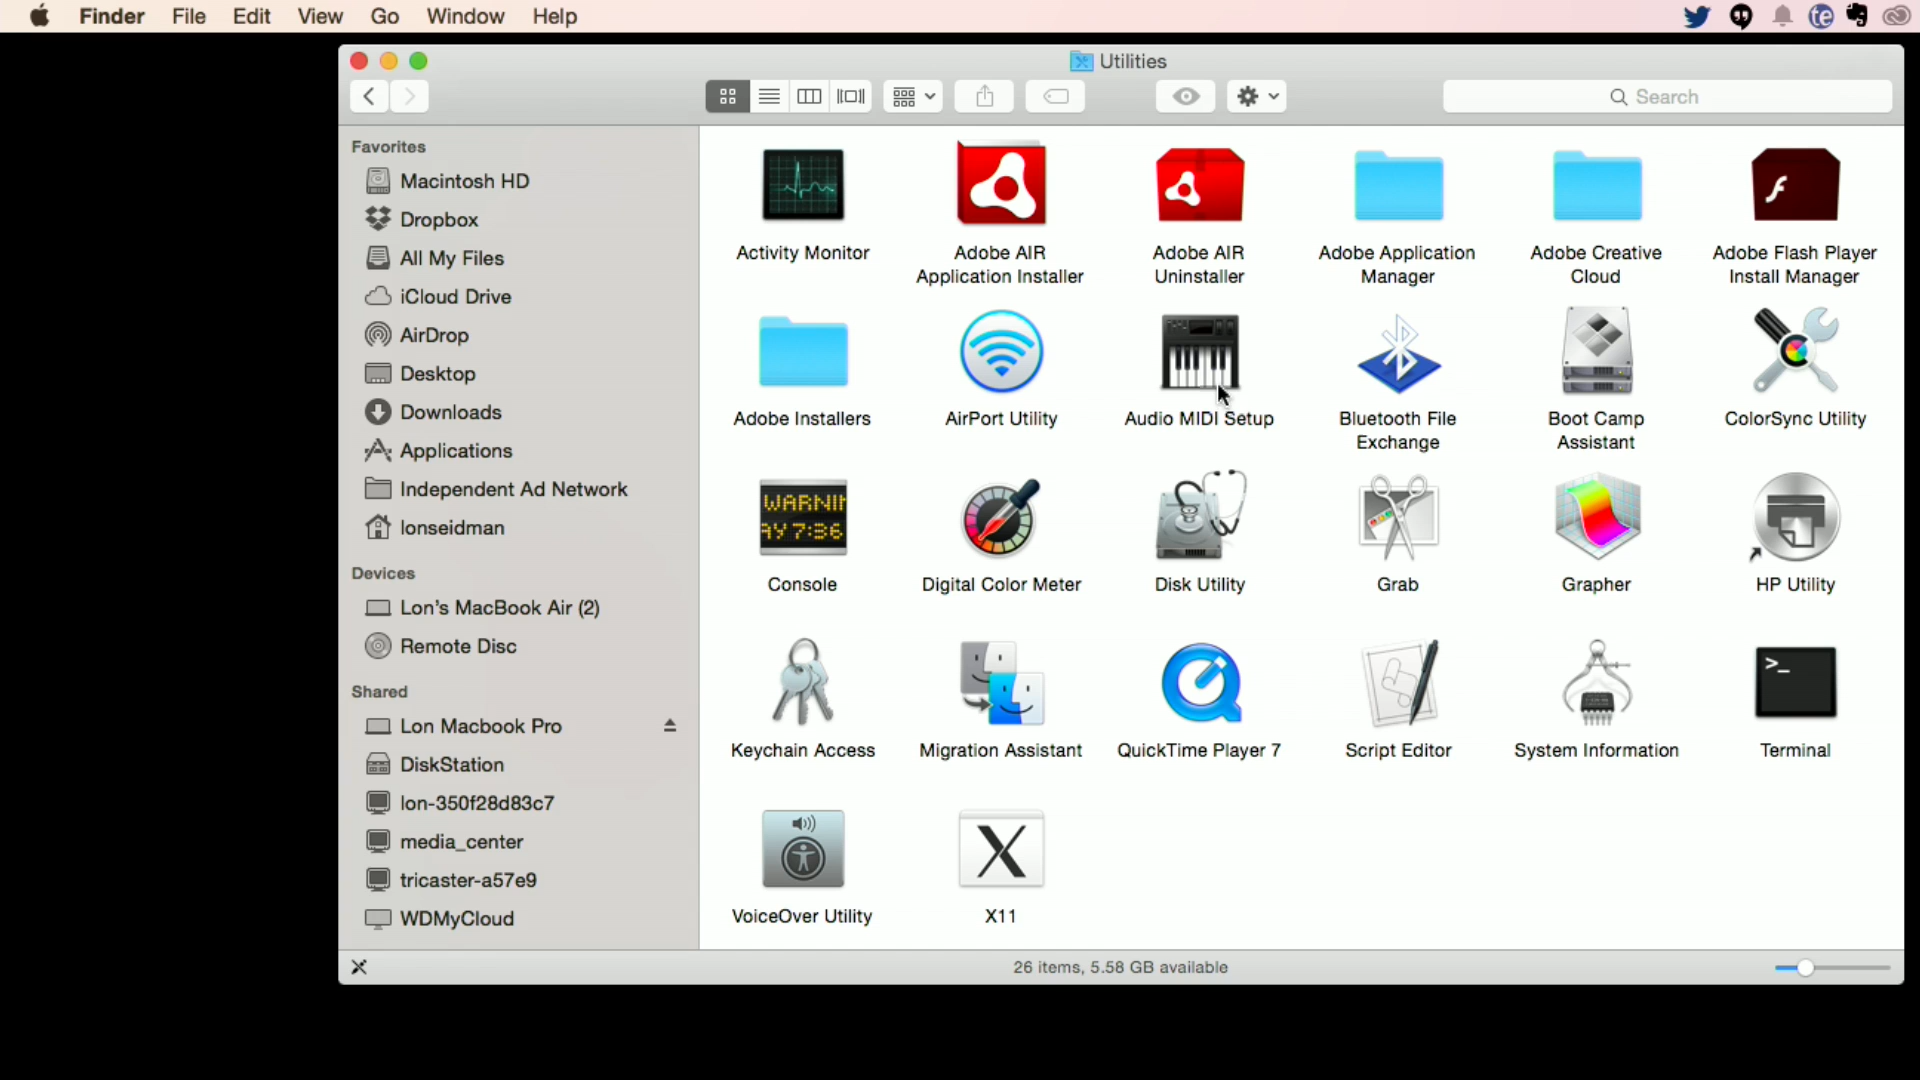 Finder File Edit View Go Window Help
te
Utilities
Search
Favorites
Macintosh HD
Dropbox
All My Files
iCloud Drive
AirDrop
Desktop
Downloads
Applications
Independent Ad Network
lonseidman
Devices
Lon's MacBook Air (2)
Remote Disc
Shared
Lon Macbook Pro
DiskStation
lon-350f28d83c7
media_center
tricaster-a57e9
WDMyCloud
Activity Monitor
Adobe AIR
Application Installer
Adobe AIR
Uninstaller
Adobe Application
Manager
Adobe Creative
Cloud
Adobe Flash Player
Install Manager
Adobe Installers
AirPort Utility
Audio MIDI Setup
Bluetooth File
Exchange
Boot Camp
Assistant
ColorSync Utility
WARNIN
AY 7:36
Console
Digital Color Meter
Disk Utility
Grab
Grapher
HP Utility
Keychain Access
Migration Assistant
QuickTime Player 7
Script Editor
System Information
>_
Terminal
VoiceOver Utility
X
X11
26 items, 5.58 GB available